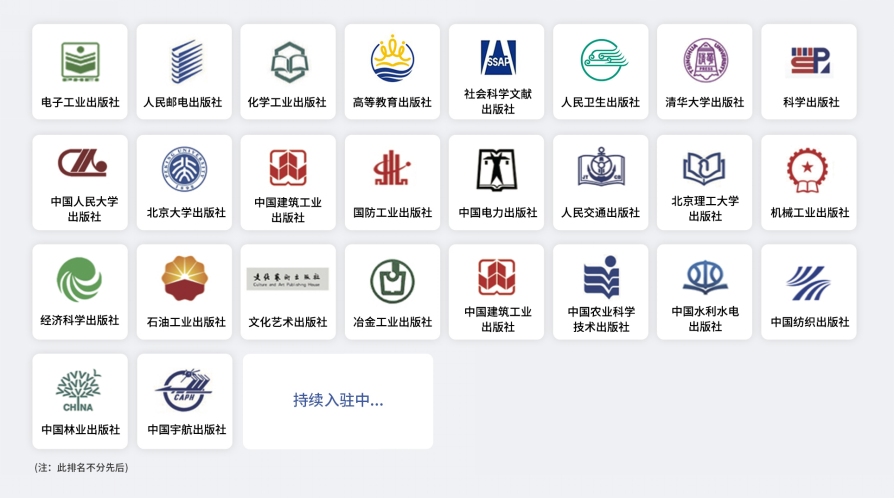 电子工业出版社
人民邮电出版社
化学工业出版社
高等教育出版社
SSAP
社会科学文献
出版社
人民卫生出版社
TSINGHUA UNIVERSITY
PRESS
清华大学出版社
科学出版社
中国人民大学
出版社
1898
北京大学出版社
中国建筑工业
出版社
国防工业出版社
中国电力出版社
人民交通出版社
北京理工大学
出版社
机械工业出版社
经济科学出版社
石油工业出版社
文化艺术出版社
Culture and Art Publishing House
文化艺术出版社
冶金工业出版社
中国建筑工业
出版社
中国农业科学
技术出版社
中国水利水电
出版社
中国纺织出版社
CHINA
中国林业出版社
CAPH
中国宇航出版社
持续入驻中...
(注：此排名不分先后)